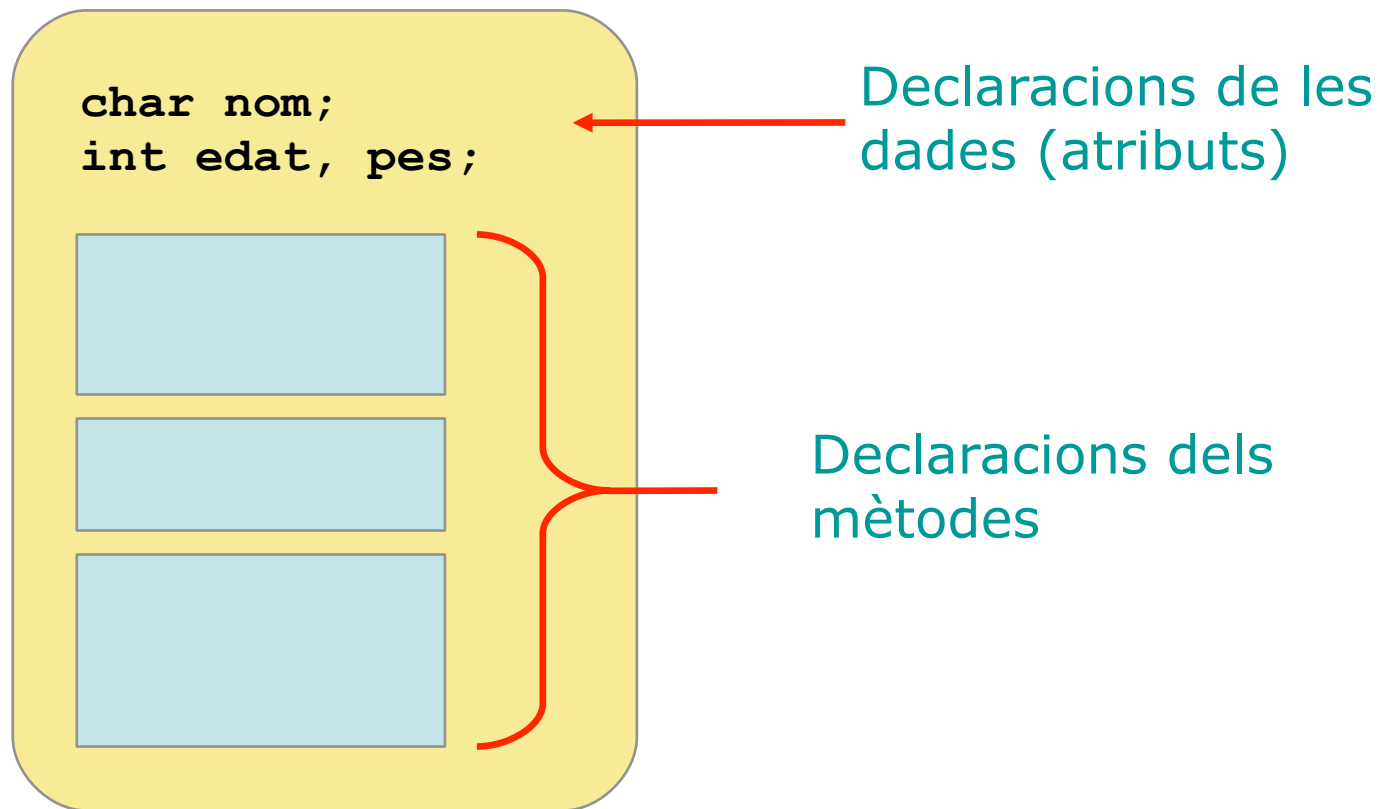 char nom;
int edat, pes;
Declaracions de les
dades (atributs)
Declaracions dels
mètodes